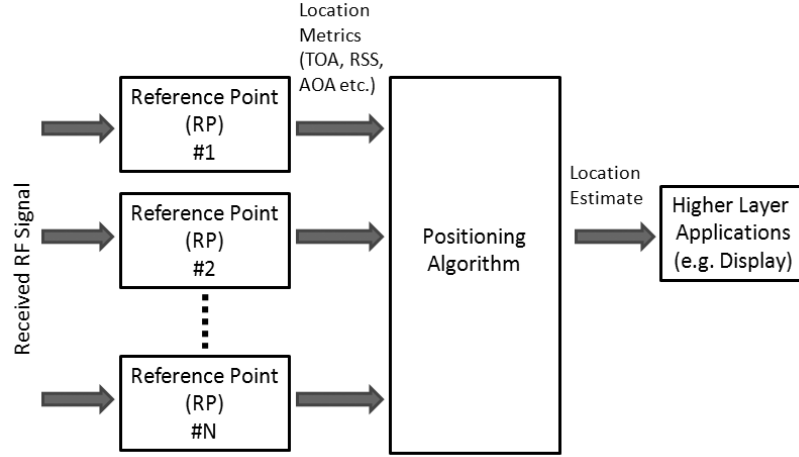 Received RF Signal
Reference Point
(RP)
#1
Reference Point
(RP)
#2
Reference Point
(RP)
#N
Location
Metrics
(TOA, RSS,
AOA etc.)
Positioning
Algorithm
Location
Estimate
Higher Layer
Applications
(e.g. Display)